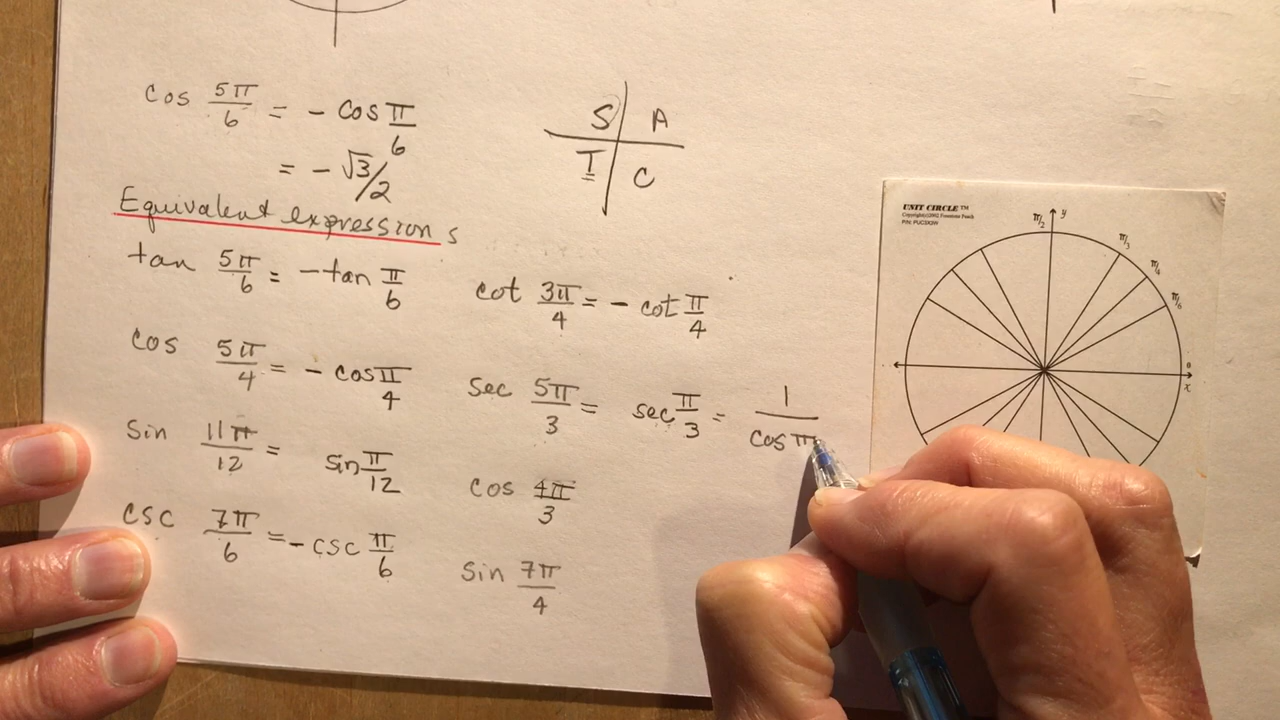 cos 5π/6 = - cos π/6
= - √3/2
S A
T C
Equivalent expressions
tan 5π/6 = -tan π/6
cos 5π/4 = - cos π/4
sin 11π/12 = sin π/12
csc 7π/6 = - csc π/6
cot 3π/4 = - cot π/4
sec 5π/3 = sec π/3 = 1/cos π
cos 4π/3
sin 7π/4
UNIT CIRCLE ™
π/2 y
π/3
π/4
π/6
0
x